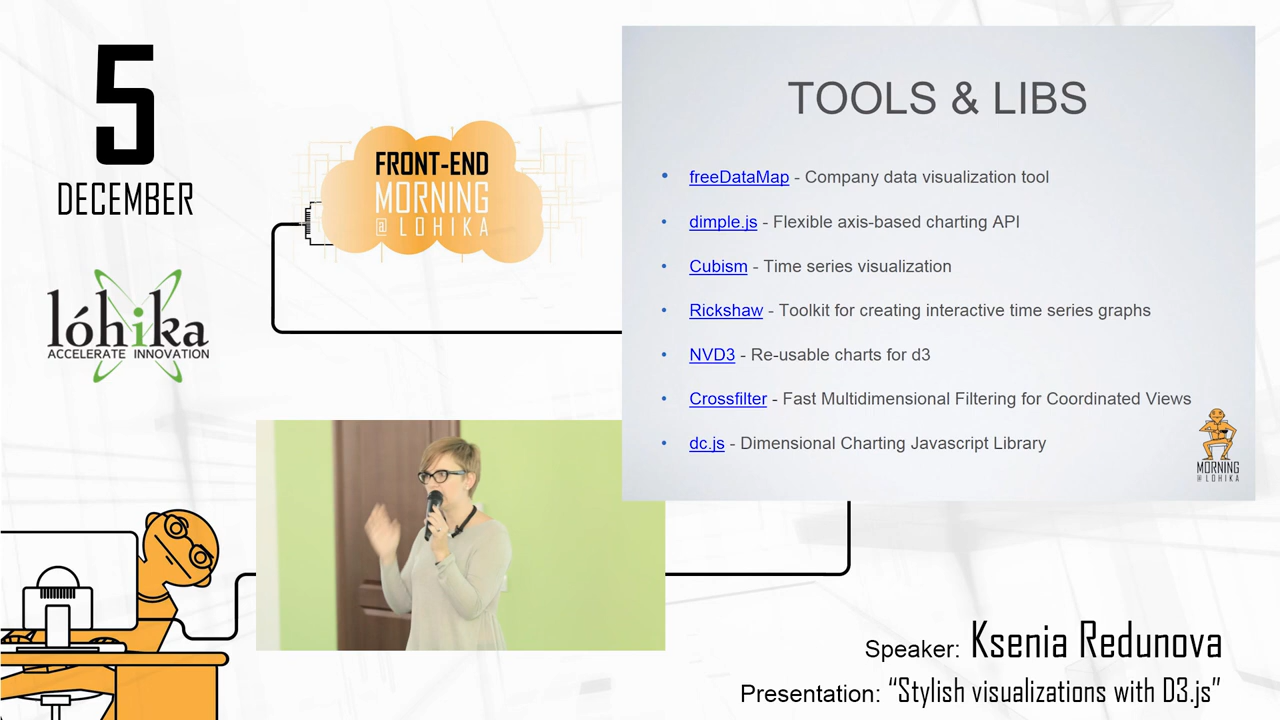 5
DECEMBER
lóhika
ACCELERATE INNOVATION
FRONT-END
MORNING
@ LOHIKA
TOOLS & LIBS
• freeDataMap - Company data visualization tool
• dimple.js - Flexible axis-based charting API
• Cubism - Time series visualization
• Rickshaw - Toolkit for creating interactive time series graphs
• NVD3 - Re-usable charts for d3
• Crossfilter - Fast Multidimensional Filtering for Coordinated Views
• dc.js - Dimensional Charting Javascript Library
MORNING
@ LOHIKA
Speaker: Ksenia Redunova
Presentation: “Stylish visualizations with D3.js”